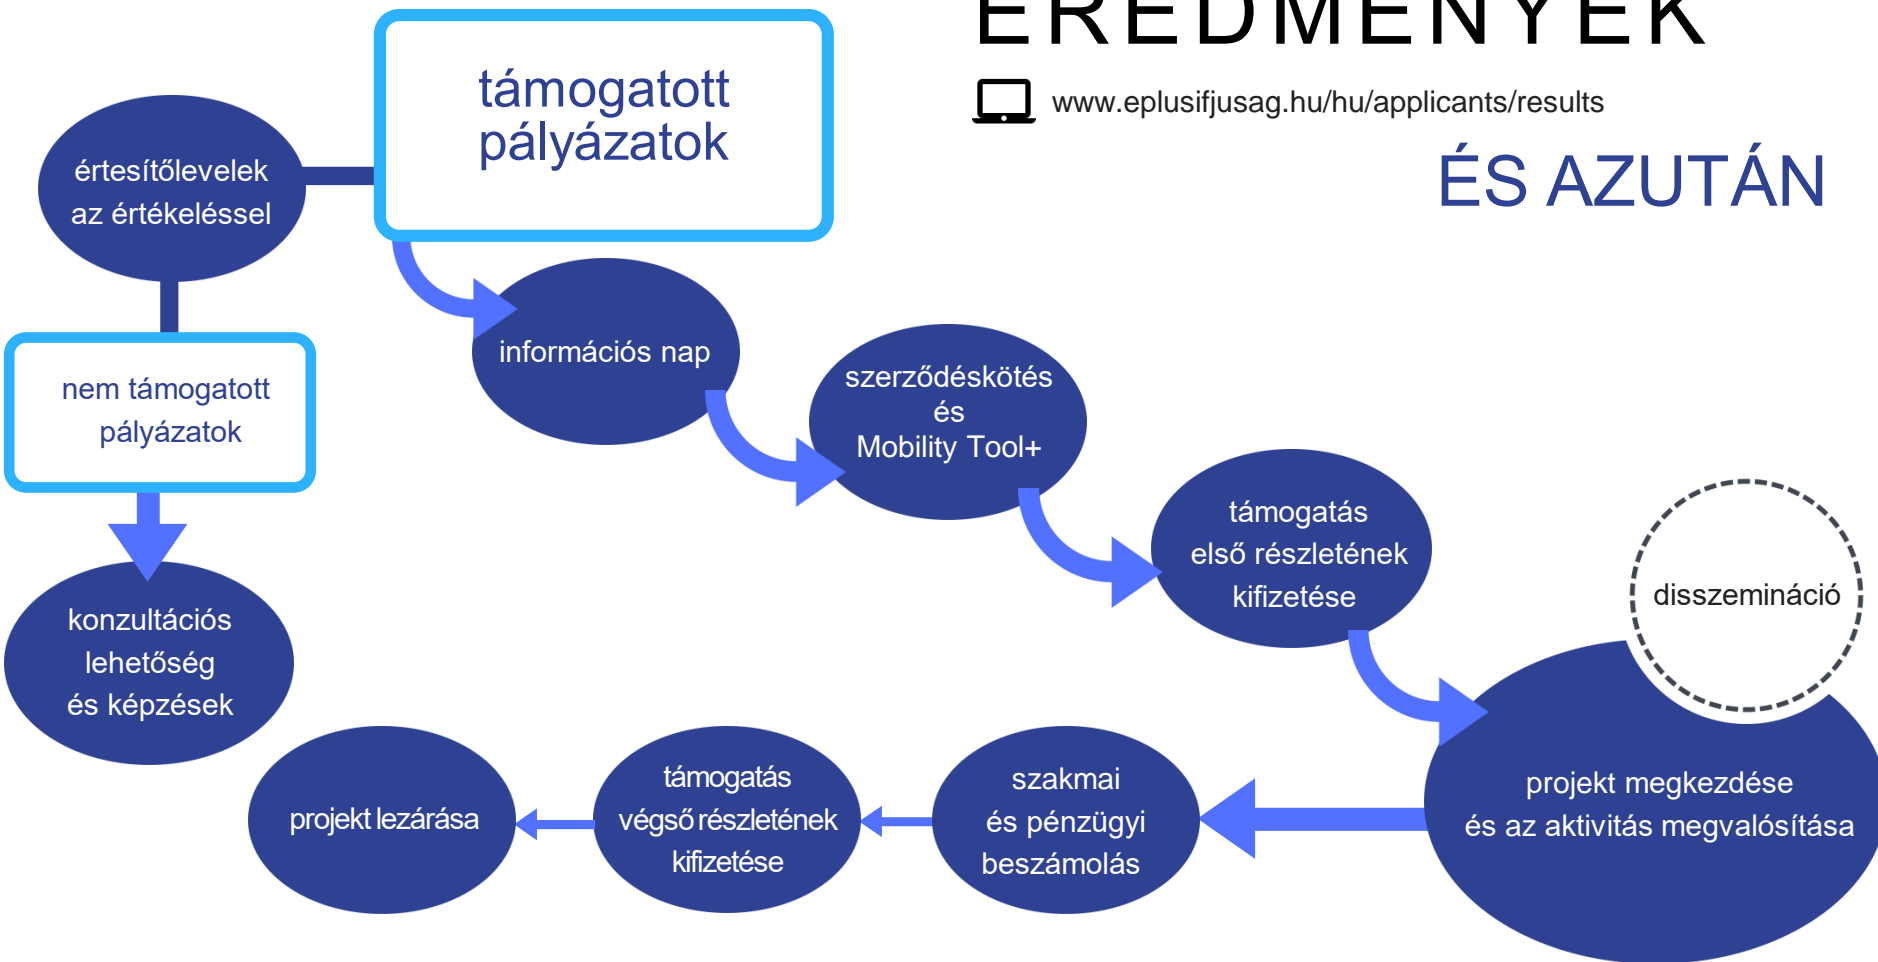 EREDMÉNYEK
www.eplusifjusag.hu/hu/applicants/results
ÉS AZUTÁN
támogatott
pályázatok
értesítőlevelek
az értékeléssel
nem támogatott
pályázatok
konzultációs
lehetőség
és képzések
információs nap
szerződéskötés
és
Mobility Tool+
támogatás
első részletének
kifizetése
disszemináció
projekt megkezdése
és az aktivitás megvalósítása
szakmai
és pénzügyi
beszámolás
támogatás
végső részletének
kifizetése
projekt lezárása